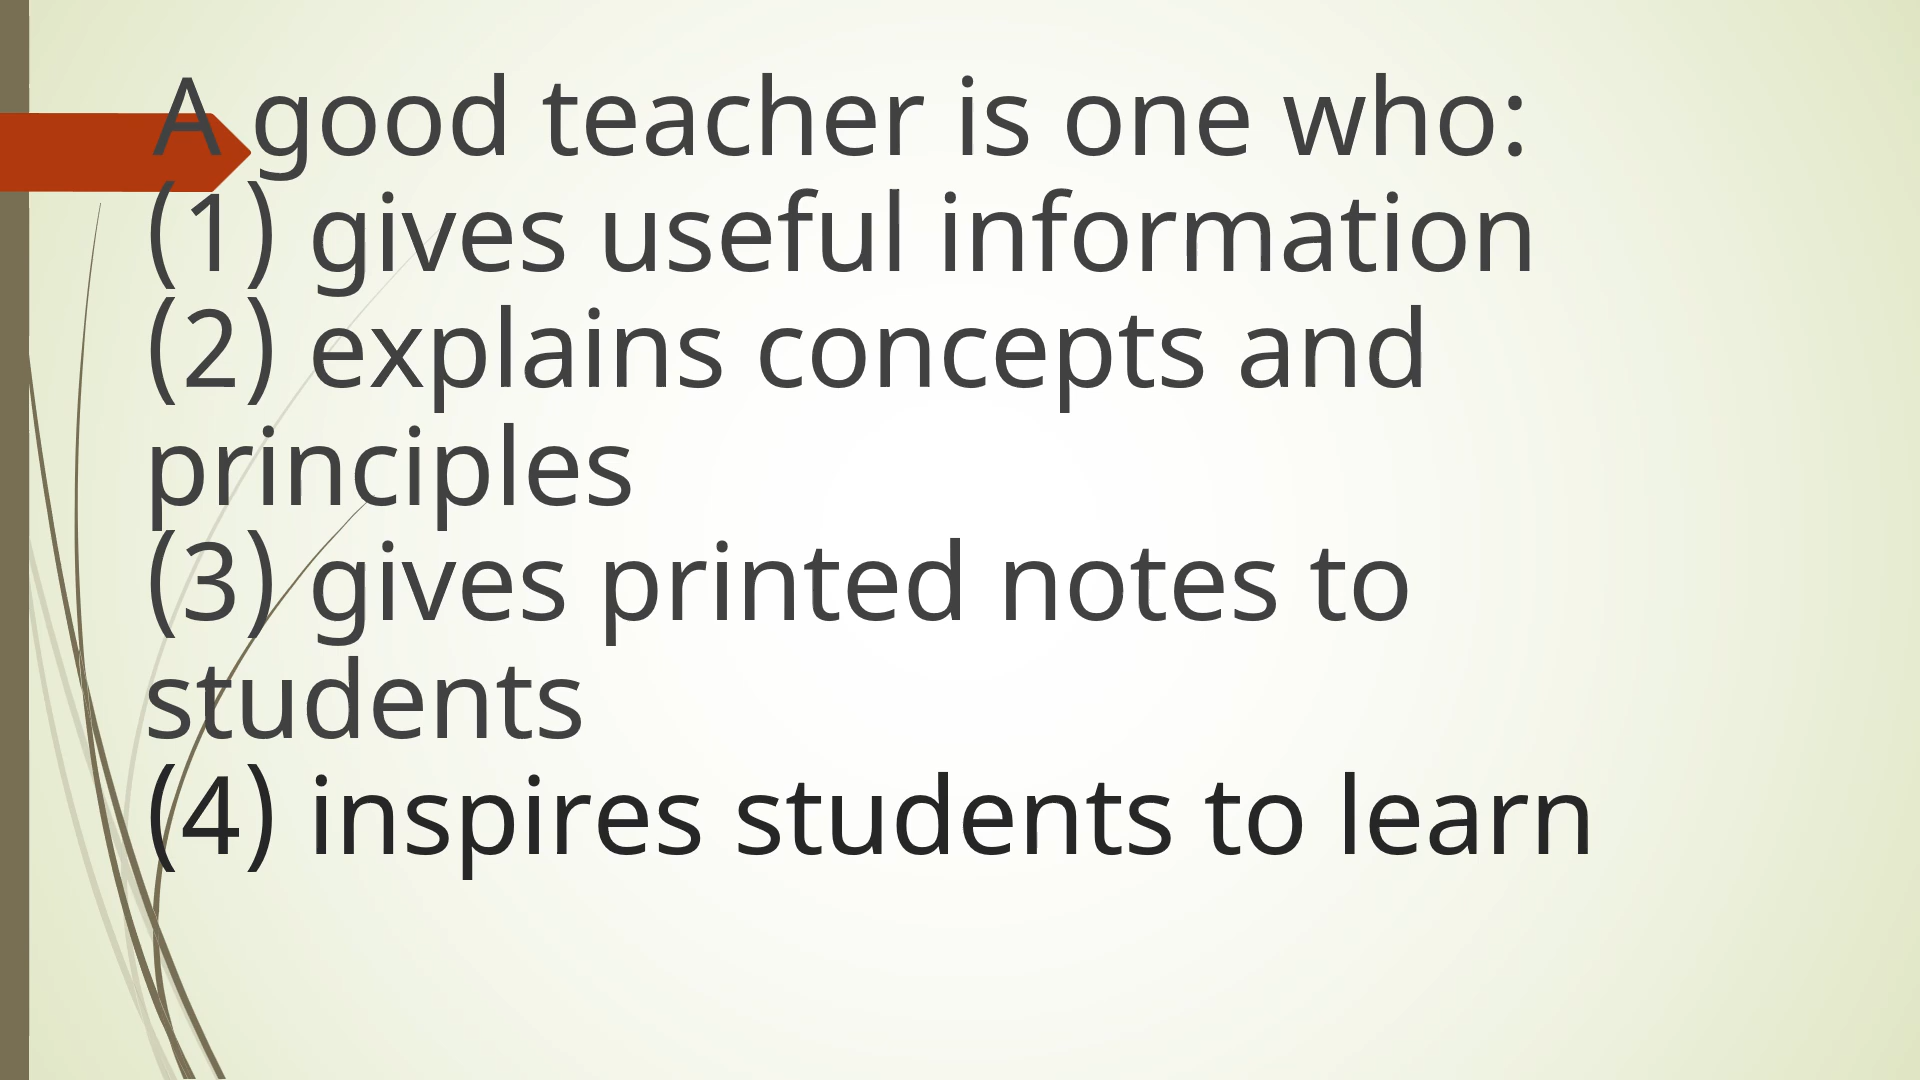 A good teacher is one who:
(1) gives useful information
(2) explains concepts and
principles
(3) gives printed notes to
students
(4) inspires students to learn